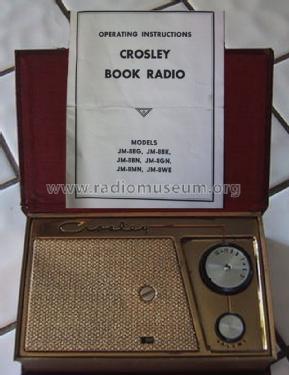 OPERATING INSTRUCTIONS
CROSLEY
BOOK RADIO
MODELS
JM-8BG, JM-8BK,
JM-8BN, JM-8GN,
JM-8MN, JM-8WE
www.radiomuseum.org
Crosley
VOLUME